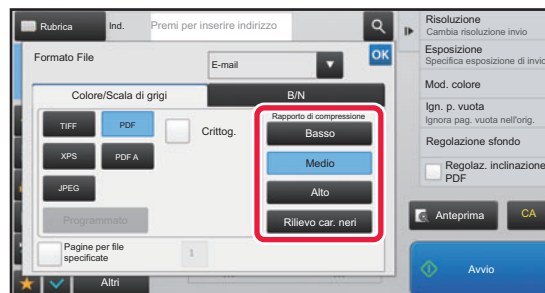 Rubrica
Ind.
Premi per inserire indirizzo
Risoluzione
Cambia risoluzione invio
Formato File
E-mail
OK
Esposizione
Specifica esposizione di invio
Colore/Scala di grigi
B/N
Mod. colore
TIFF
PDF
Crittog.
Rapporto di compressione
Basso
Ign. p. vuota
Ignora pag. vuota nell'orig.
XPS
PDF A
Medio
Regolazione sfondo
JPEG
Alto
Regolaz. inclinazione
PDF
Programmato
Rilievo car. neri
Anteprima
CA
Pagine per file
specificate
1
Avvio
Altri